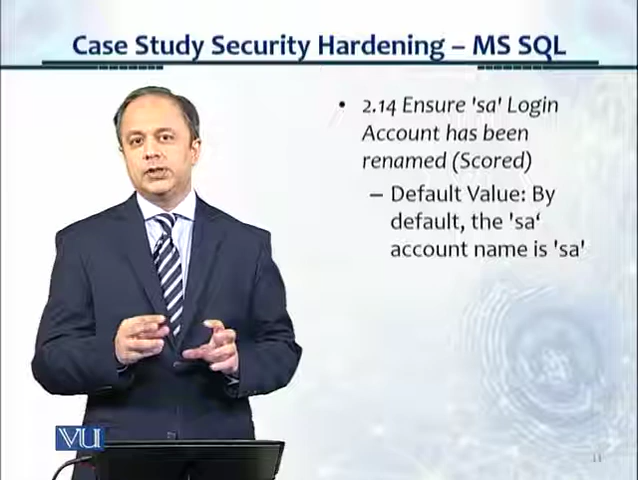 Case Study Security Hardening – MS SQL
• 2.14 Ensure 'sa' Login
Account has been
renamed (Scored)
– Default Value: By
default, the 'sa‘
account name is 'sa'
VU
11